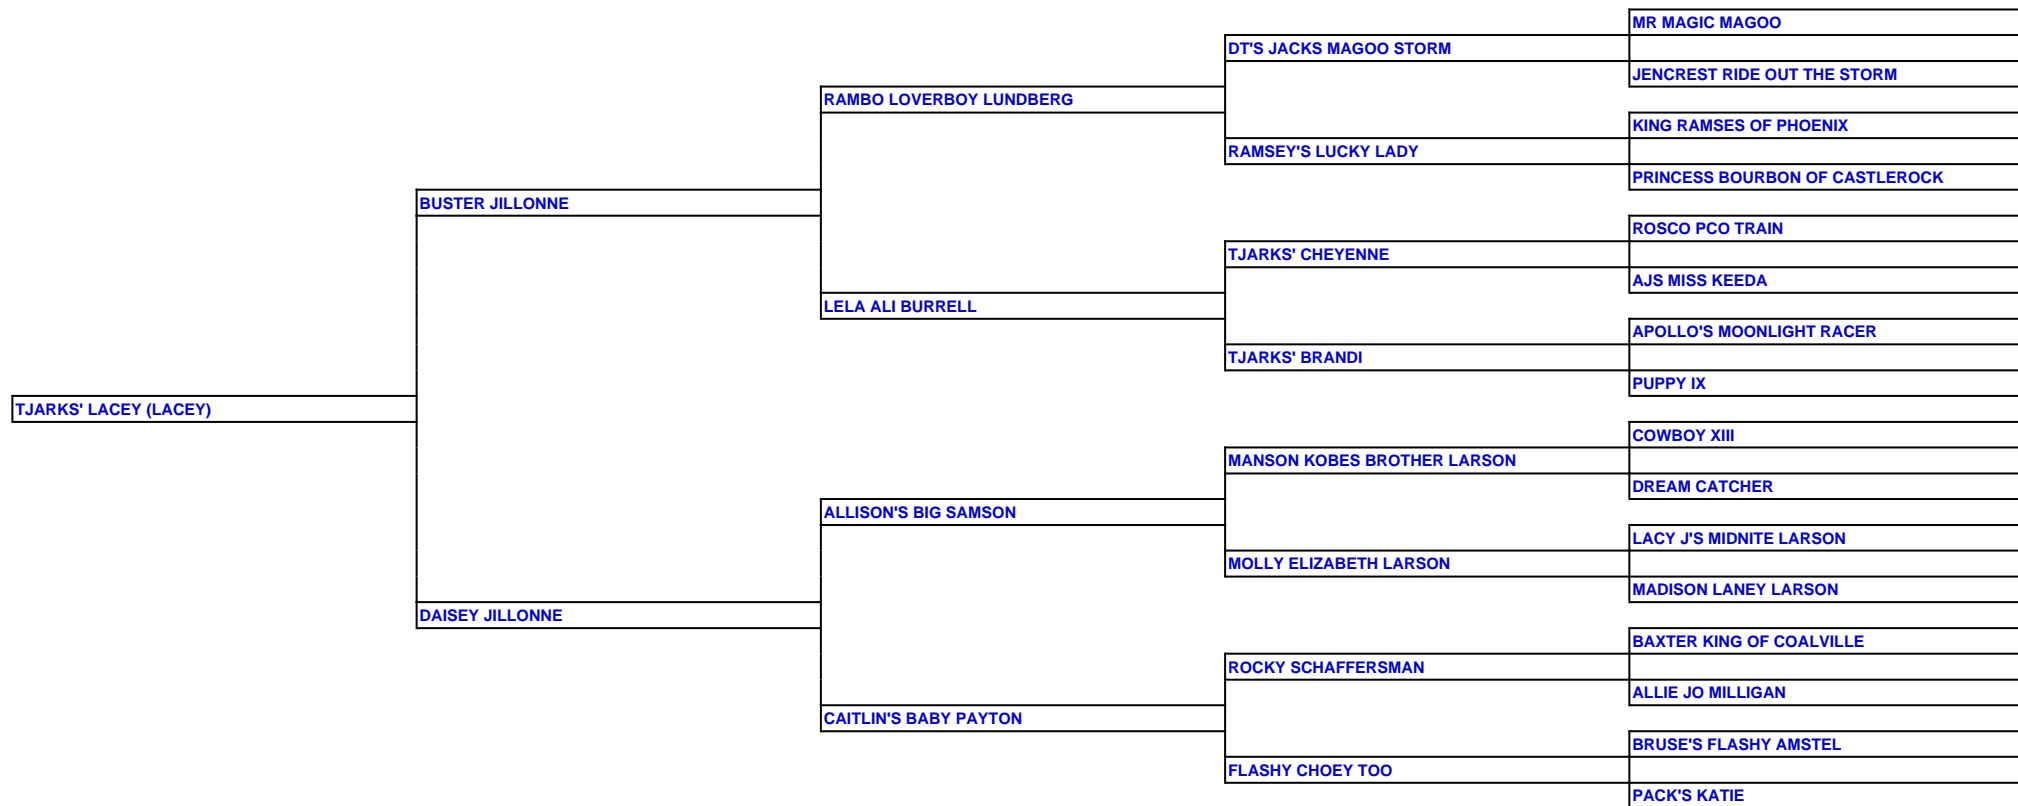 MR MAGIC MAGOO
DT'S JACKS MAGOO STORM
JENCREST RIDE OUT THE STORM
RAMBO LOVERBOY LUNDBERG
KING RAMSES OF PHOENIX
RAMSEY'S LUCKY LADY
PRINCESS BOURBON OF CASTLEROCK
BUSTER JILLONNE
ROSCO PCO TRAIN
TJARKS' CHEYENNE
AJS MISS KEEDA
LELA ALI BURRELL
APOLLO'S MOONLIGHT RACER
TJARKS' BRANDI
PUPPY IX
TJARKS' LACEY (LACEY)
COWBOY XIII
MANSON KOBES BROTHER LARSON
DREAM CATCHER
ALLISON'S BIG SAMSON
LACY J'S MIDNITE LARSON
MOLLY ELIZABETH LARSON
MADISON LANEY LARSON
DAISEY JILLONNE
BAXTER KING OF COALVILLE
ROCKY SCHAFFERSMAN
ALLIE JO MILLIGAN
CAITLIN'S BABY PAYTON
BRUSE'S FLASHY AMSTEL
FLASHY CHOEY TOO
PACK'S KATIE